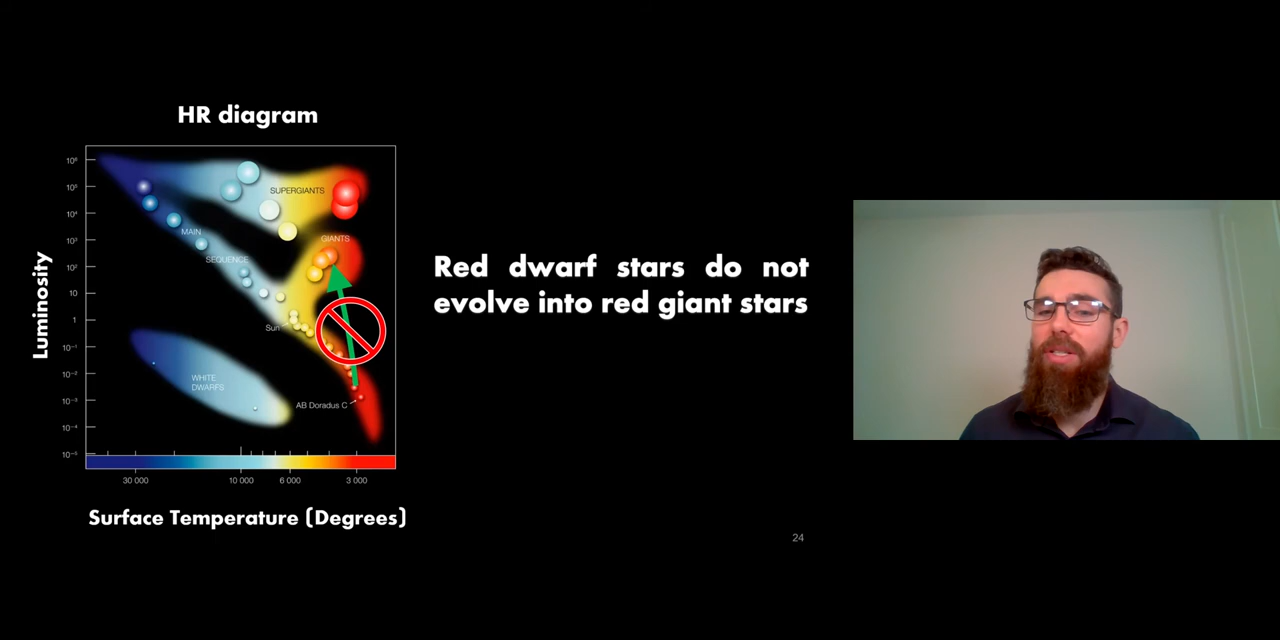 HR diagram
10⁶
10⁵
10⁴
10³
10²
10
1
10⁻¹
10⁻²
10⁻³
10⁻⁴
10⁻⁵
Luminosity
SUPERGIANTS
MAIN
GIANTS
SEQUENCE
Sun
WHITE
DWARFS
AB Doradus C
30 000
10 000
6 000
3 000
Surface Temperature (Degrees)
Red dwarf stars do not
evolve into red giant stars
24